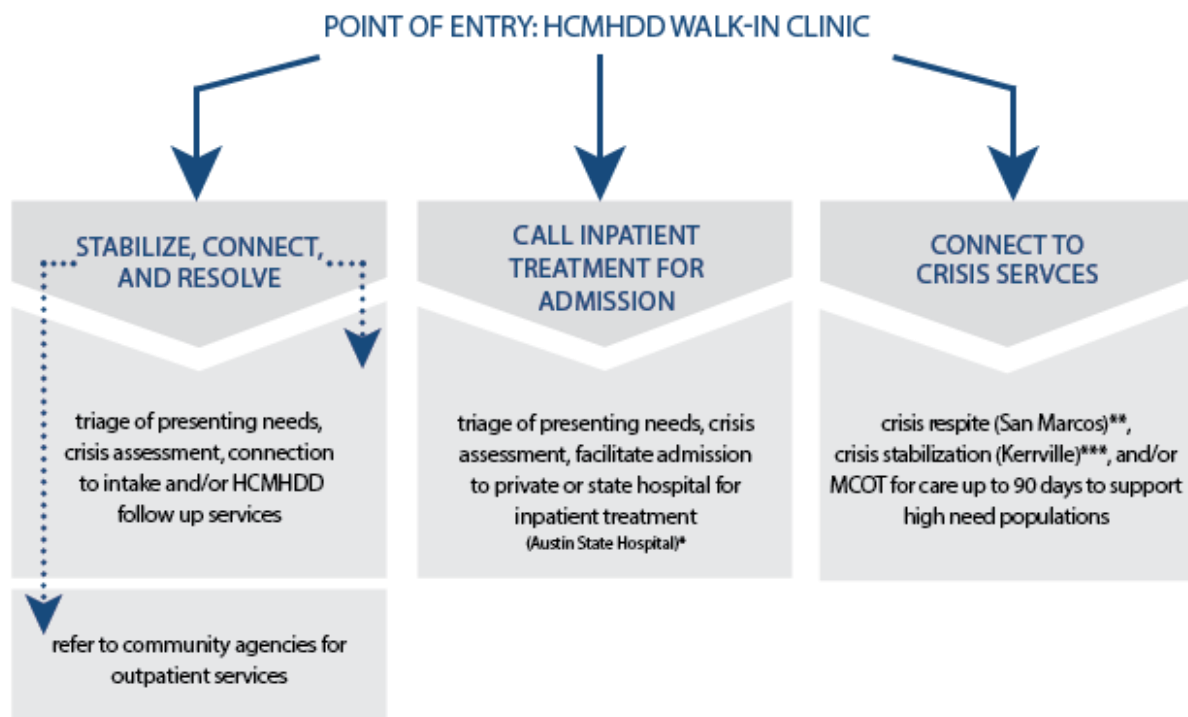 POINT OF ENTRY: HCMHDD WALK-IN CLINIC
STABILIZE, CONNECT,
AND RESOLVE
triage of presenting needs,
crisis assessment, connection
to intake and/or HCMHDD
follow up services
refer to community agencies for
outpatient services
CALL INPATIENT
TREATMENT FOR
ADMISSION
triage of presenting needs, crisis
assessment, facilitate admission
to private or state hospital for
inpatient treatment
(Austin State Hospital)*
CONNECT TO
CRISIS SERVCES
crisis respite (San Marcos)**,
crisis stabilization (Kerrville)***, and/or
MCOT for care up to 90 days to support
high need populations